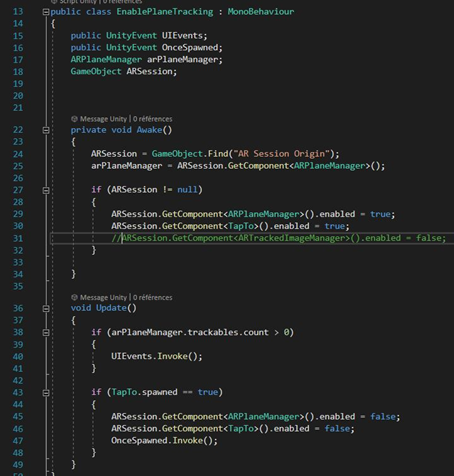 Script Unity | 0 références
13 public class EnablePlaneTracking : MonoBehaviour
14 {
15 public UnityEvent UIEvents;
16 public UnityEvent OnceSpawned;
17 ARPlaneManager arPlaneManager;
18 GameObject ARSession;
19
20
21
Message Unity | 0 références
22 private void Awake()
23 {
24 ARSession = GameObject.Find("AR Session Origin");
25 arPlaneManager = ARSession.GetComponent<ARPlaneManager>();
26
27 if (ARSession != null)
28 {
29 ARSession.GetComponent<ARPlaneManager>().enabled = true;
30 ARSession.GetComponent<TapTo>().enabled = true;
31 //ARSession.GetComponent<ARTrackedImageManager>().enabled = false;
32 }
33
34 }
35
Message Unity | 0 références
36 void Update()
37 {
38 if (arPlaneManager.trackables.count > 0)
39 {
40 UIEvents.Invoke();
41 }
42
43 if (TapTo.spawned == true)
44 {
45 ARSession.GetComponent<ARPlaneManager>().enabled = false;
46 ARSession.GetComponent<TapTo>().enabled = false;
47 OnceSpawned.Invoke();
48 }
49 }
50 }